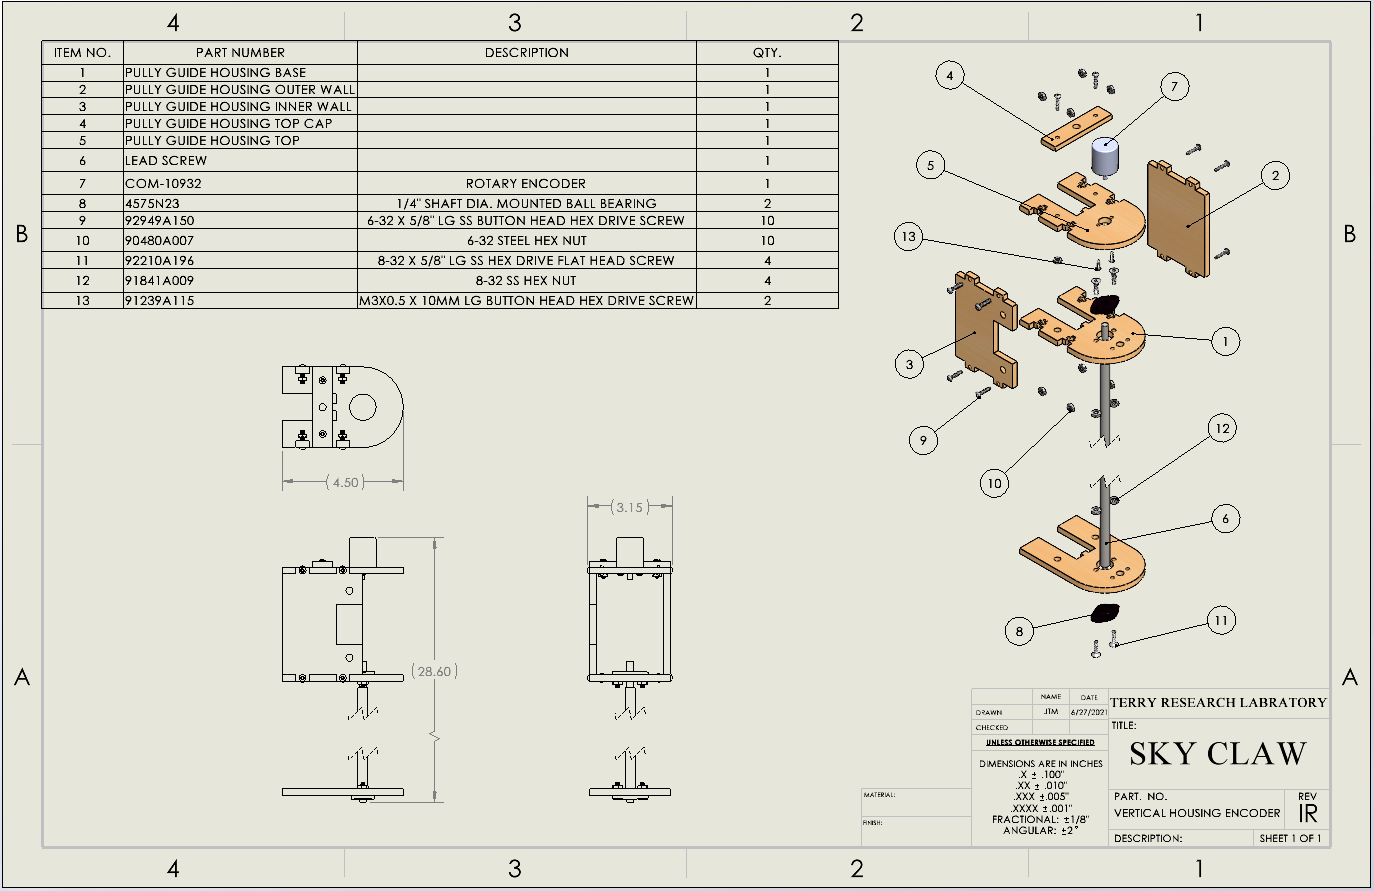 4 3 2 1
ITEM NO. PART NUMBER DESCRIPTION QTY.
1 PULLY GUIDE HOUSING BASE 1
2 PULLY GUIDE HOUSING OUTER WALL 1
3 PULLY GUIDE HOUSING INNER WALL 1
4 PULLY GUIDE HOUSING TOP CAP 1
5 PULLY GUIDE HOUSING TOP 1
6 LEAD SCREW 1
7 COM-10932 ROTARY ENCODER 1
8 4575N23 1/4" SHAFT DIA. MOUNTED BALL BEARING 2
9 92949A150 6-32 X 5/8" LG SS BUTTON HEAD HEX DRIVE SCREW 10
10 90480A007 6-32 STEEL HEX NUT 10
11 92210A196 8-32 X 5/8" LG SS HEX DRIVE FLAT HEAD SCREW 4
12 91841A009 8-32 SS HEX NUT 4
13 91239A115 M3X0.5 X 10MM LG BUTTON HEAD HEX DRIVE SCREW 2
4
7
5
2
13
B
B
1
3
9
12
10
6
8
11
(4.50)
(3.15)
(28.60)
A
A
NAME DATE
DRAWN JTM 6/27/2021
CHECKED
UNLESS OTHERWISE SPECIFIED
DIMENSIONS ARE IN INCHES
.X ± .100"
.XX ± .010"
.XXX ±.005"
.XXXX ±.001"
FRACTIONAL: ±1/8"
ANGULAR: ±2°
MATERIAL:
FINISH:
TERRY RESEARCH LABRATORY
TITLE:
SKY CLAW
PART. NO.
VERTICAL HOUSING ENCODER
REV
IR
DESCRIPTION:
SHEET 1 OF 1
4 3 2 1